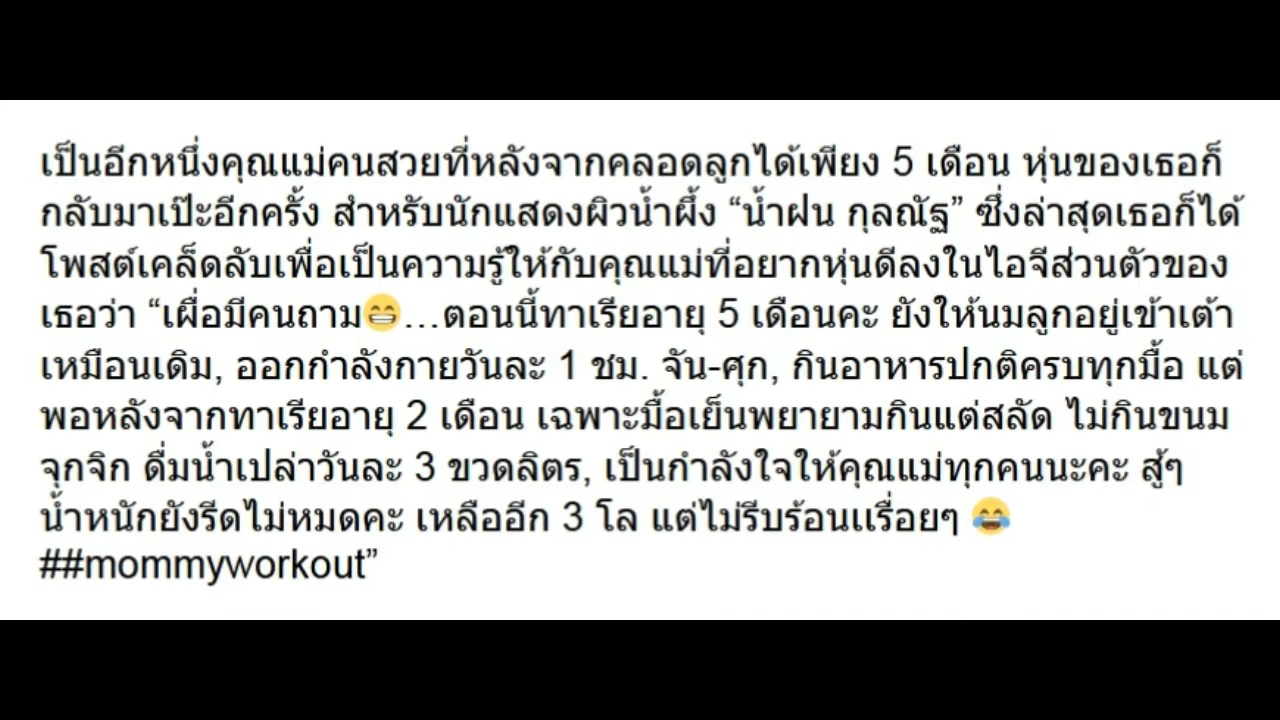 เป็นอีกหนึ่งคุณแม่คนสวยที่หลังจากคลอดลูกได้เพียง 5 เดือน หุ่นของเธอก็
กลับมาเป๊ะอีกครั้ง สำหรับนักแสดงผิวน้ำผึ้ง “น้ำฝน กุลณัฐ” ซึ่งล่าสุดเธอก็ได้
โพสต์เคล็ดลับเพื่อเป็นความรู้ให้กับคุณแม่ที่อยากหุ่นดีลงในไอจีส่วนตัวของ
เธอว่า “เผื่อมีคนถาม😁…ตอนนี้ทาเรียอายุ 5 เดือนคะ ยังให้นมลูกอยู่เข้าเต้า
เหมือนเดิม, ออกกำลังกายวันละ 1 ชม. จัน-ศุก, กินอาหารปกติครบทุกมื้อ แต่
พอหลังจากทาเรียอายุ 2 เดือน เฉพาะมื้อเย็นพยายามกินแต่สลัด ไม่กินขนม
จุกจิก ดื่มน้ำเปล่าวันละ 3 ขวดลิตร, เป็นกำลังใจให้คุณแม่ทุกคนนะคะ สู้ๆ
น้ำหนักยังรีดไม่หมดคะ เหลืออีก 3 โล แต่ไม่รีบร้อนเเรื่อยๆ 😂
##mommyworkout”